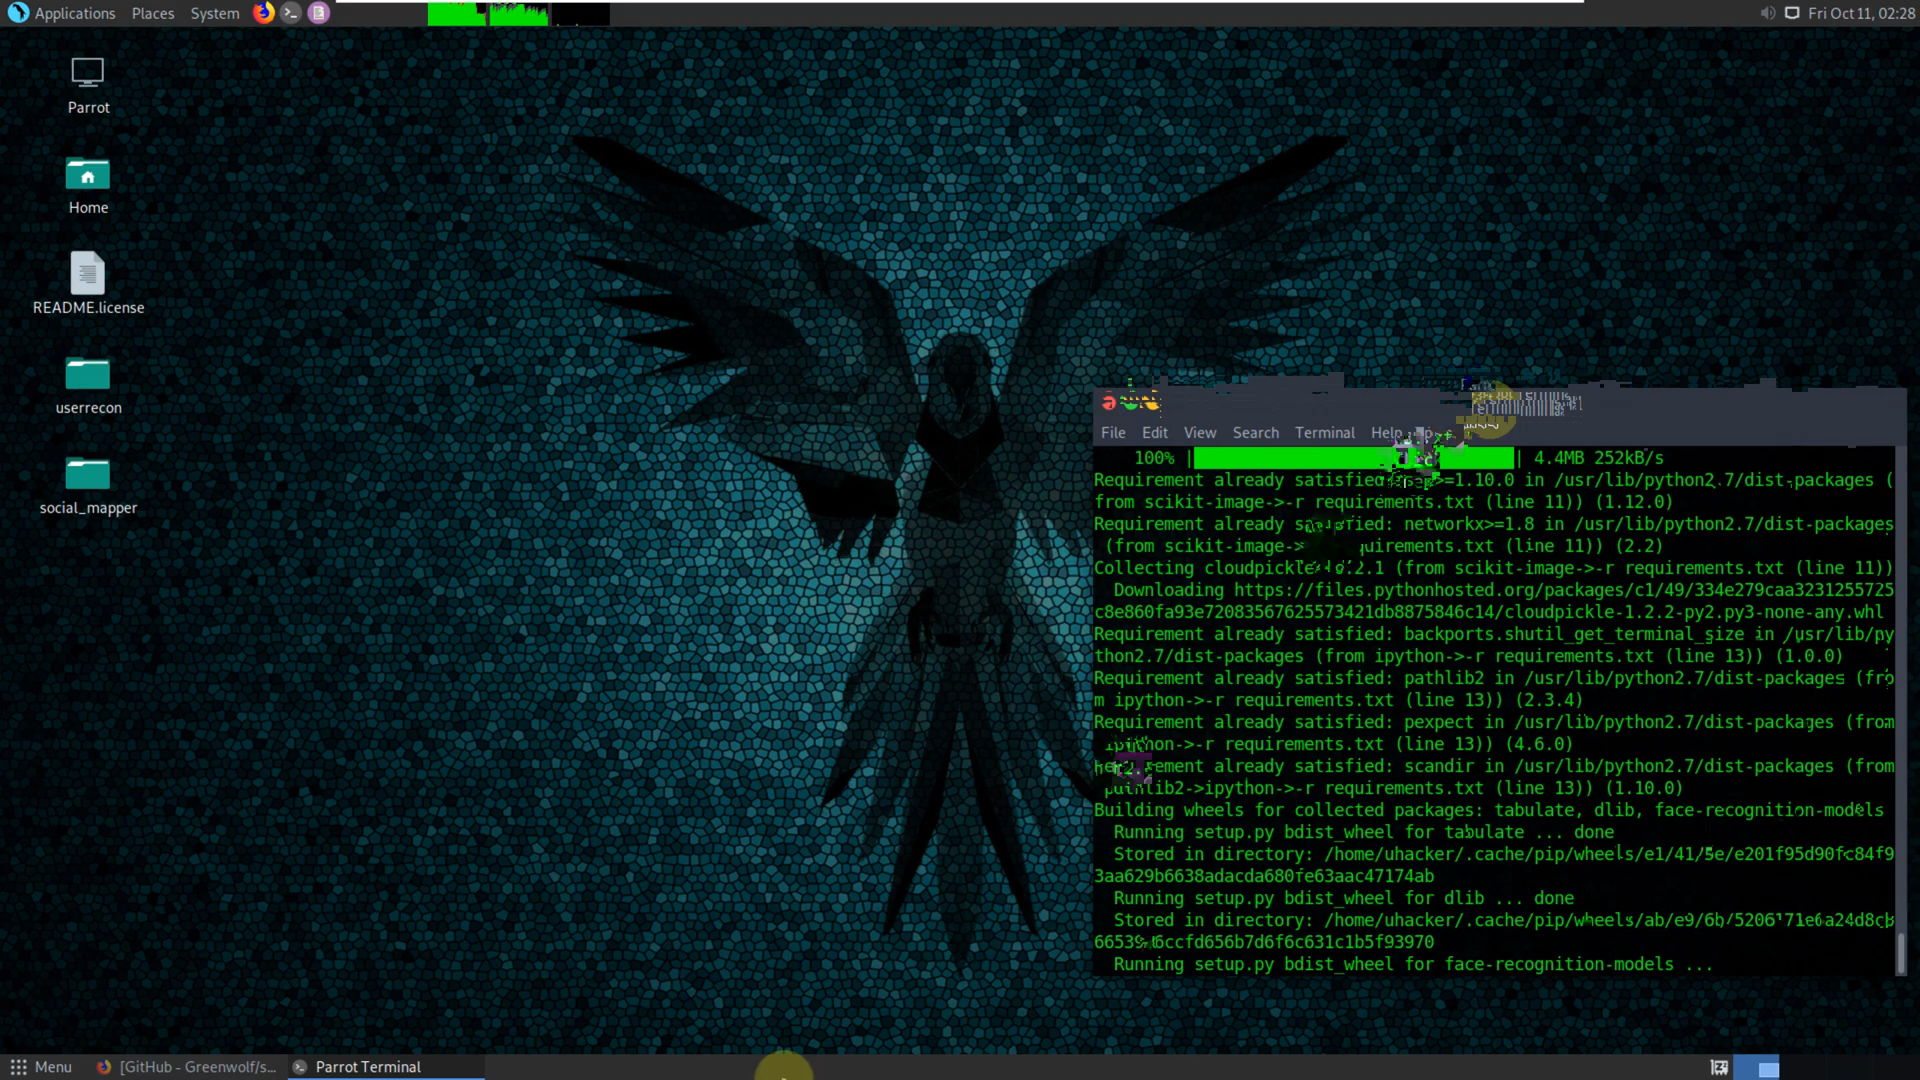 Applications Places System
Fri Oct 11, 02:28
Parrot
Home
README.license
userrecon
social_mapper
File Edit View Search Terminal Help
100% | | 4.4MB 252kB/s
Requirement already satisfied >=1.10.0 in /usr/lib/python2.7/dist-packages (
from scikit-image->-r requirements.txt (line 11)) (1.12.0)
Requirement already satisfied: networkx>=1.8 in /usr/lib/python2.7/dist-packages
(from scikit-image-> requirements.txt (line 11)) (2.2)
Collecting cloudpickle (from scikit-image->-r requirements.txt (line 11))
Downloading https://files.pythonhosted.org/packages/c1/49/334e279caa3231255725
c8e860fa93e72083567625573421db8875846c14/cloudpickle-1.2.2-py2.py3-none-any.whl
Requirement already satisfied: backports.shutil_get_terminal_size in /usr/lib/py
thon2.7/dist-packages (from ipython->-r requirements.txt (line 13)) (1.0.0)
Requirement already satisfied: pathlib2 in /usr/lib/python2.7/dist-packages (fro
m ipython->-r requirements.txt (line 13)) (2.3.4)
Requirement already satisfied: pexpect in /usr/lib/python2.7/dist-packages (from
ipython->-r requirements.txt (line 13)) (4.6.0)
Requirement already satisfied: scandir in /usr/lib/python2.7/dist-packages (from
pathlib2->ipython->-r requirements.txt (line 13)) (1.10.0)
Building wheels for collected packages: tabulate, dlib, face-recognition-models
Running setup.py bdist_wheel for tabulate ... done
Stored in directory: /home/uhacker/.cache/pip/wheels/e1/41/5e/e201f95d90fc84f9
3aa629b6638adacda680fe63aac47174ab
Running setup.py bdist_wheel for dlib ... done
Stored in directory: /home/uhacker/.cache/pip/wheels/ab/e9/6b/5206171e6a24d8cb
Running setup.py bdist_wheel for face-recognition-models ...
Menu [GitHub - Greenwolf/s... Parrot Terminal